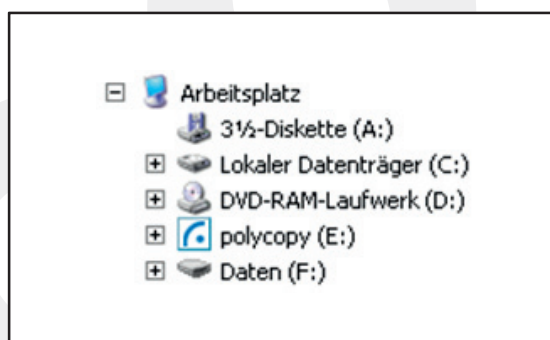 Arbeitsplatz
3½-Diskette (A:)
Lokaler Datenträger (C:)
DVD-RAM-Laufwerk (D:)
polycopy (E:)
Daten (F:)